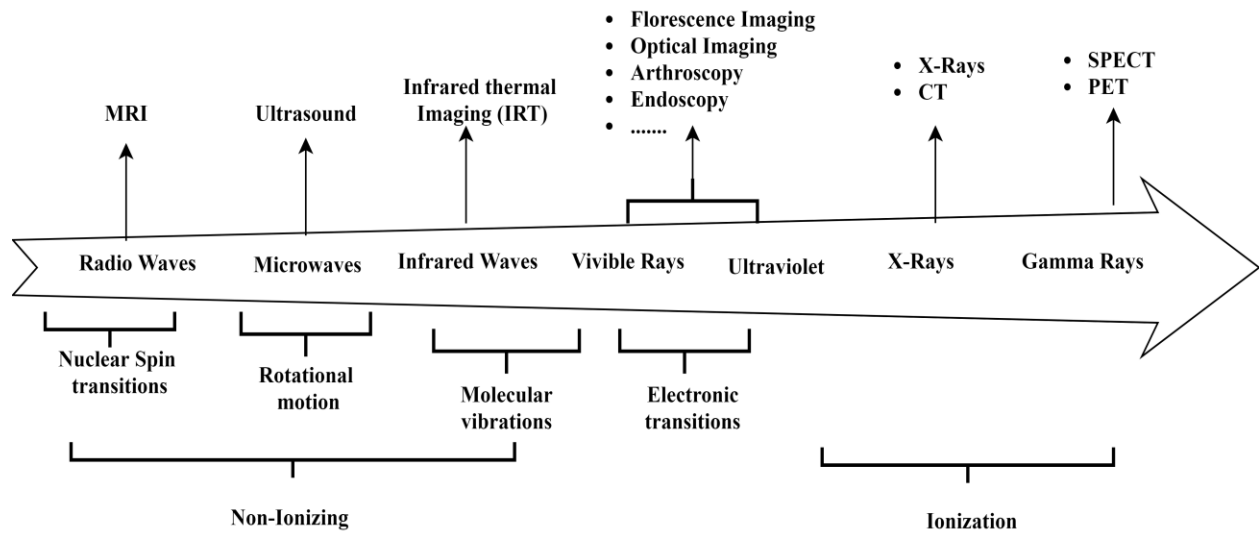 MRI
Ultrasound
Infrared thermal
Imaging (IRT)
• Florescence Imaging
• Optical Imaging
• Arthroscopy
• Endoscopy
• .......
• X-Rays
• CT
• SPECT
• PET
Radio Waves
Microwaves
Infrared Waves
Vivible Rays
Ultraviolet
X-Rays
Gamma Rays
Nuclear Spin
transitions
Rotational
motion
Molecular
vibrations
Electronic
transitions
Non-Ionizing
Ionization